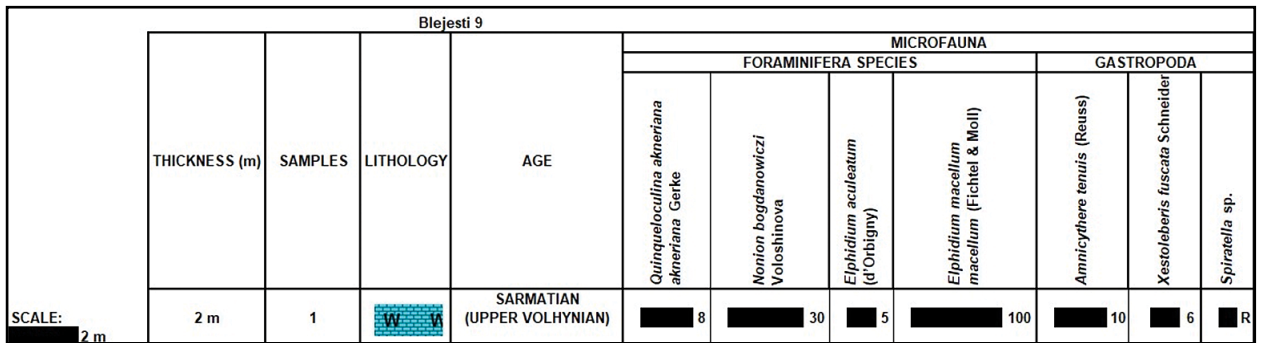 Blejesti 9
MICROFAUNA
FORAMINIFERA SPECIES
GASTROPODA
THICKNESS (m)
SAMPLES
LITHOLOGY
AGE
Quinqueloculina akneriana
akneriana Gerke
Nonion bogdanowiczi
Voloshinova
Elphidium aculeatum
(d'Orbigny)
Elphidium macellum
macellum (Fichtel & Moll)
Amnicythere tenuis (Reuss)
Xestoleberis fuscata Schneider
Spiratella sp.
SCALE:
2 m
2 m
1
W W
SARMATIAN
(UPPER VOLHYNIAN)
8
30
5
100
10
6
R